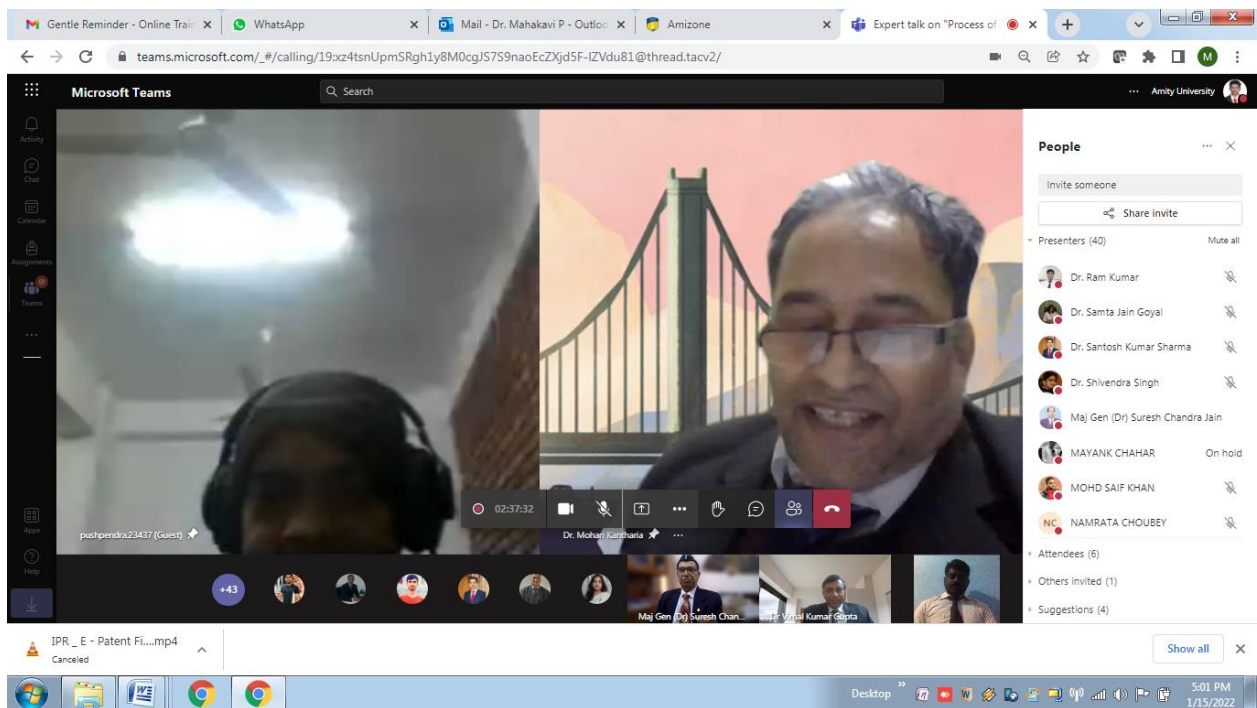 Gentle Reminder - Online Train
WhatsApp
Mail - Dr. Mahakavi P - Outloo
Amizone
Expert talk on "Process of
teams.microsoft.com/_#/calling/19:xz4tsnUpmSRgh1y8M0cgJS7S9naoEcZXjd5F-IZVdu81@thread.tacv2/
M
Microsoft Teams
Search
Amity University
Activity
Chat
Calendar
Assignments
Teams
Apps
Help
People
Invite someone
Share invite
Presenters (40)
Mute all
Dr. Ram Kumar
Dr. Samta Jain Goyal
Dr. Santosh Kumar Sharma
Dr. Shivendra Singh
Maj Gen (Dr) Suresh Chandra Jain
MAYANK CHAHAR
On hold
MOHD SAIF KHAN
NC
NAMRATA CHOUBEY
Attendees (6)
Others invited (1)
Suggestions (4)
02:37:32
pushpendra.23437 (Guest)
Dr. Mohan Kantharia
+43
Maj Gen (Dr) Suresh Chan...
Dr Vimal Kumar Gupta
IPR _ E - Patent Fi....mp4
Canceled
Show all
Desktop
5:01 PM
1/15/2022